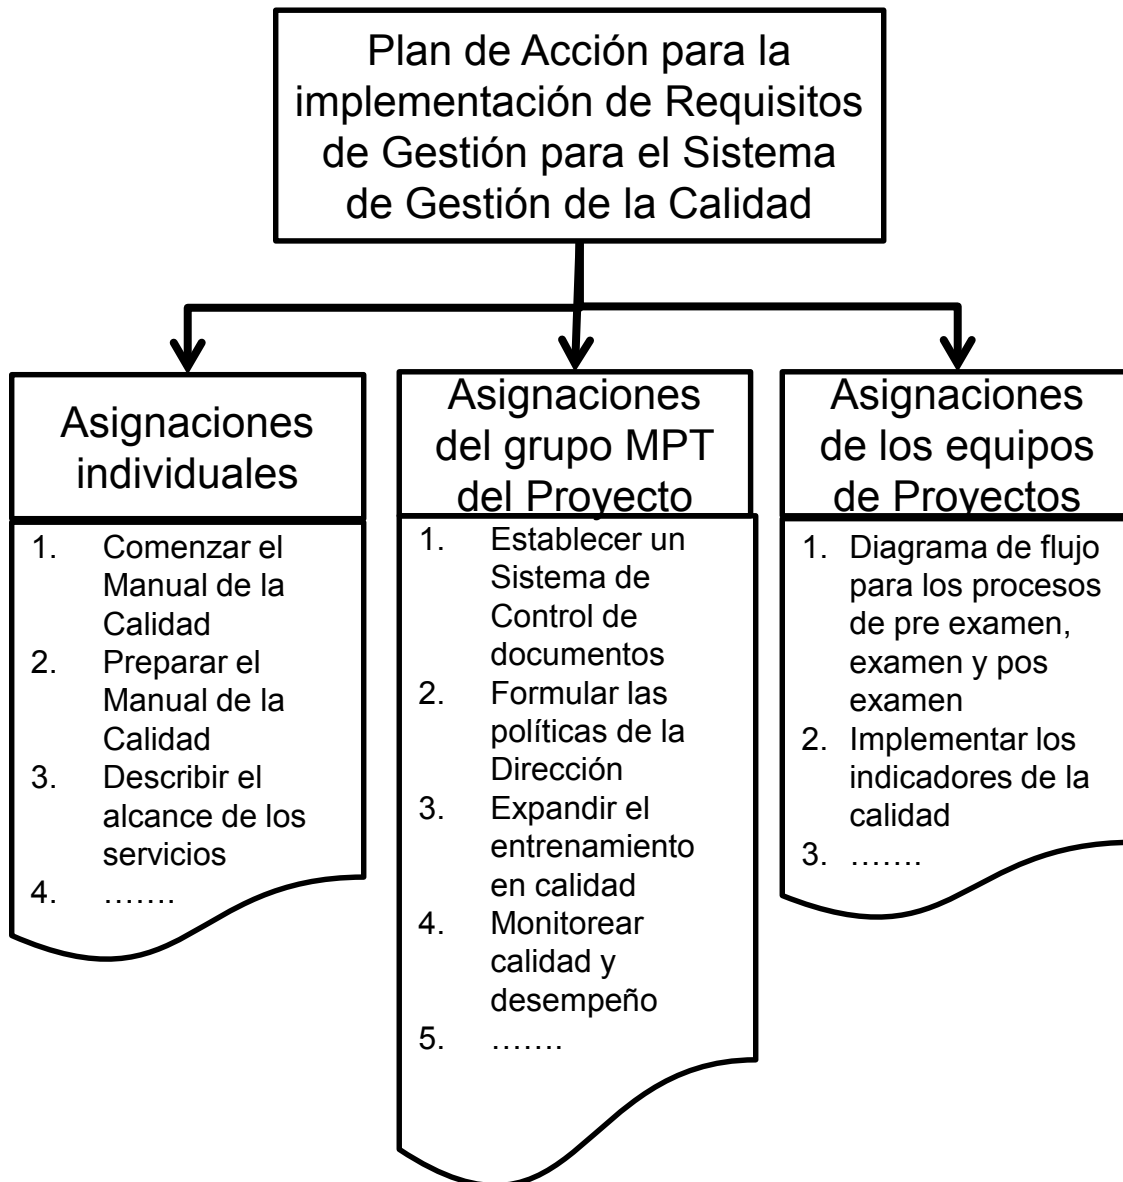 Plan de Acción para la
implementación de Requisitos
de Gestión para el Sistema
de Gestión de la Calidad
Asignaciones
individuales
1. Comenzar el
Manual de la
Calidad
2. Preparar el
Manual de la
Calidad
3. Describir el
alcance de los
servicios
4. …….
Asignaciones
del grupo MPT
del Proyecto
1. Establecer un
Sistema de
Control de
documentos
2. Formular las
políticas de la
Dirección
3. Expandir el
entrenamiento
en calidad
4. Monitorear
calidad y
desempeño
5. …….
Asignaciones
de los equipos
de Proyectos
1. Diagrama de flujo
para los procesos
de pre examen,
examen y pos
examen
2. Implementar los
indicadores de la
calidad
3. …….